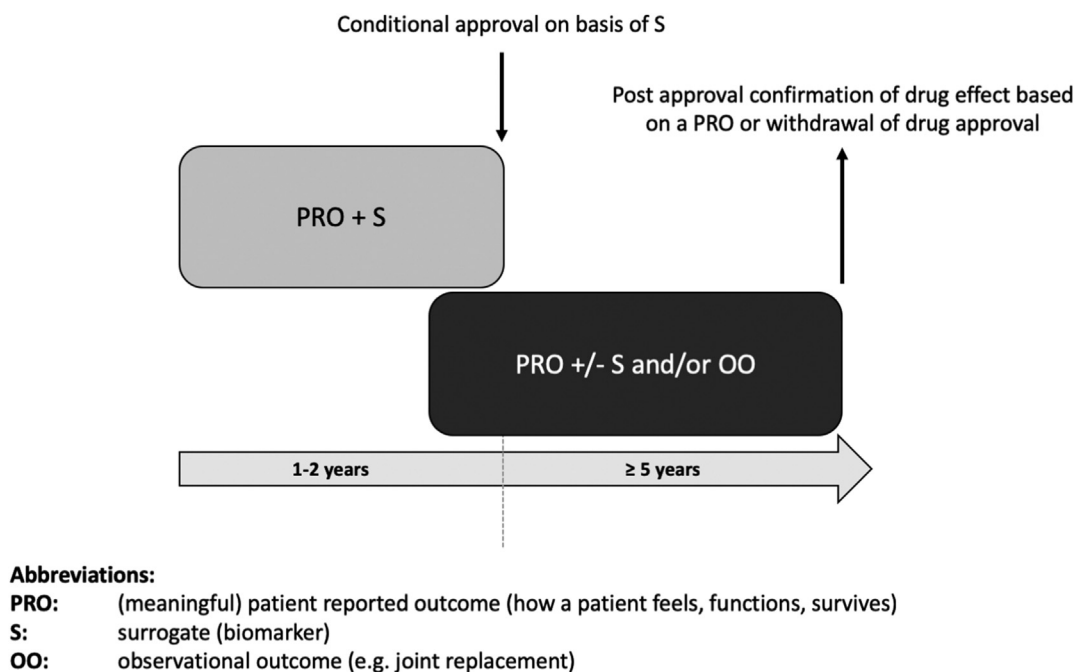 Conditional approval on basis of S
Post approval confirmation of drug effect based
on a PRO or withdrawal of drug approval
PRO + S
PRO +/- S and/or OO
1-2 years
≥ 5 years
Abbreviations:
PRO: (meaningful) patient reported outcome (how a patient feels, functions, survives)
S: surrogate (biomarker)
OO: observational outcome (e.g. joint replacement)